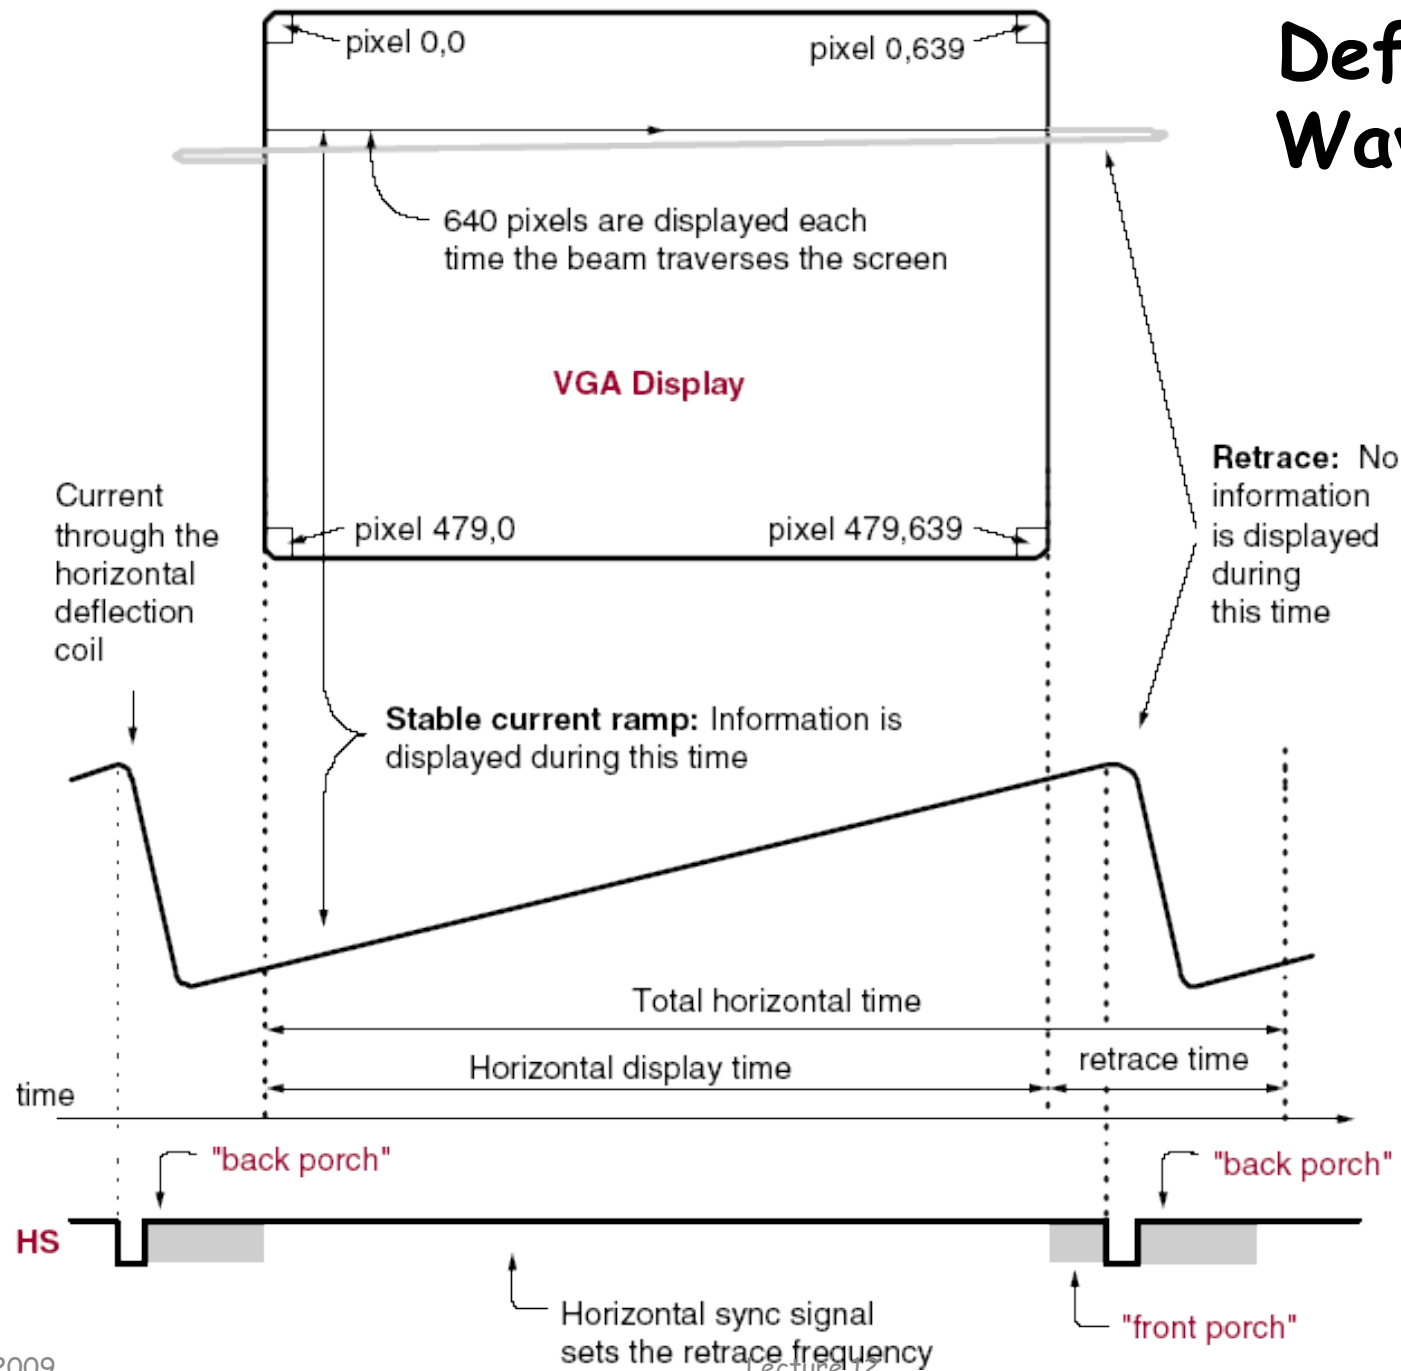 Def
Wav
pixel 0,0
pixel 0,639
640 pixels are displayed each
time the beam traverses the screen
VGA Display
Retrace: No
information
is displayed
during
this time
Current
through the
horizontal
deflection
coil
pixel 479,0
pixel 479,639
Stable current ramp: Information is
displayed during this time
Total horizontal time
Horizontal display time
retrace time
time
"back porch"
"back porch"
HS
Horizontal sync signal
sets the retrace frequency
"front porch"
2009
Lecture 12